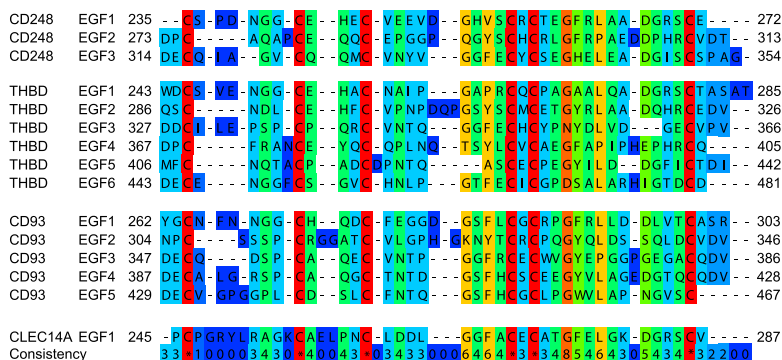 CD248 EGF1 235 --CS-PD-NGG-CE--HEC-VEEVD-GHVSCRCTEGFRLAA-DGRSCE-- 272
CD248 EGF2 273 DPC----AQAPCE--QQC-EPGGP-QGYSCHCRLGFRPAEDDPHRCVDT- 313
CD248 EGF3 314 DECQ-IA-GV-CQ--QMC-VNYV--GGFECYCSEGHELEA-DGISCSPAG 354
THBD EGF1 243 WDCS-VE-NGG-CE--HAC-NAIP--GAPRCQCPAGAALQA-DGRSCTASAT 285
THBD EGF2 286 QSC----NDL-CE--HFC-VPNPDQPGSYSCMCETGYRLAA-DQHRCEDV- 326
THBD EGF3 327 DDCI-LE-PSP-CP--QRC-VNTQ--GGFECHCYPNYDLVD---GECVPV- 366
THBD EGF4 367 DPC----FRANCE--YQC-QPLNQ-TSYLCVCAEGFAPIPHEPHRCQ--- 405
THBD EGF5 406 MFC----NQTACP--ADCDPNTQ---ASCECPEGYILD--DGFICTDI-- 442
THBD EGF6 443 DECE---NGGFCS--GVC-HNLP--GTFECICGPDSALARHIGTDCD--- 481
CD93 EGF1 262 YGCN-FN-NGG-CH--QDC-FEGGD-GSFLCGCRPGFRLLD-DLVTCASR-- 303
CD93 EGF2 304 NPC---SSSP-CRGGATC-VLGPH-GKNYTCRCPQGYQLDS-SQLDCVDV- 346
CD93 EGF3 347 DECQ---DSP-CA--QEC-VNTP--GGFRCECWVGYEPGGPGEGACQDV-- 386
CD93 EGF4 387 DECA-LG-RSP-CA--QGC-TNTD--GSFHCSCEEGYVLAGEDGTQCQDV-- 428
CD93 EGF5 429 DECV-GPGGPL-CD--SLC-FNTQ--GSFHCGCLPGWVLAP-NGVSC---- 467
CLEC14A EGF1 245 -PCPGRYLRAGKCAELPNC-LDDL--GGFACECATGFELGK-DGRSCV--- 287
Consistency 33*100003430*40043*0343300006464*3*3485464305434*32200